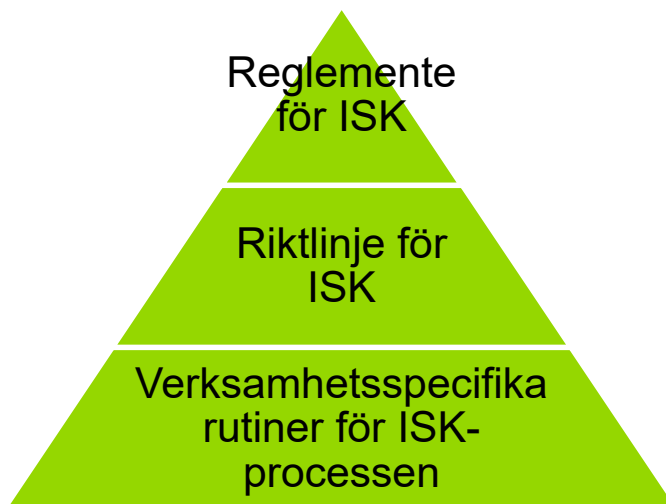 Reglemente
för ISK
Riktlinje för
ISK
Verksamhetsspecifika
rutiner för ISK-
processen